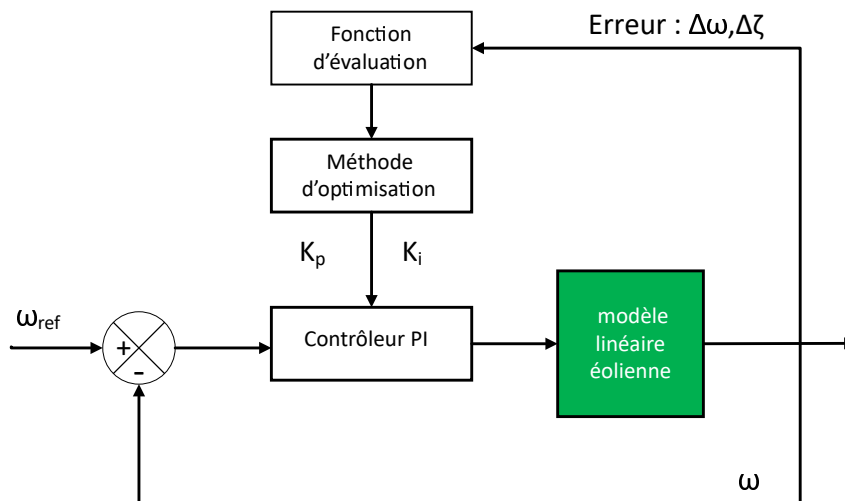 Fonction
d'évaluation
Erreur : Δω,Δζ
Méthode
d'optimisation
Kp
Ki
ωref
+
-
Contrôleur PI
modèle
linéaire
éolienne
ω